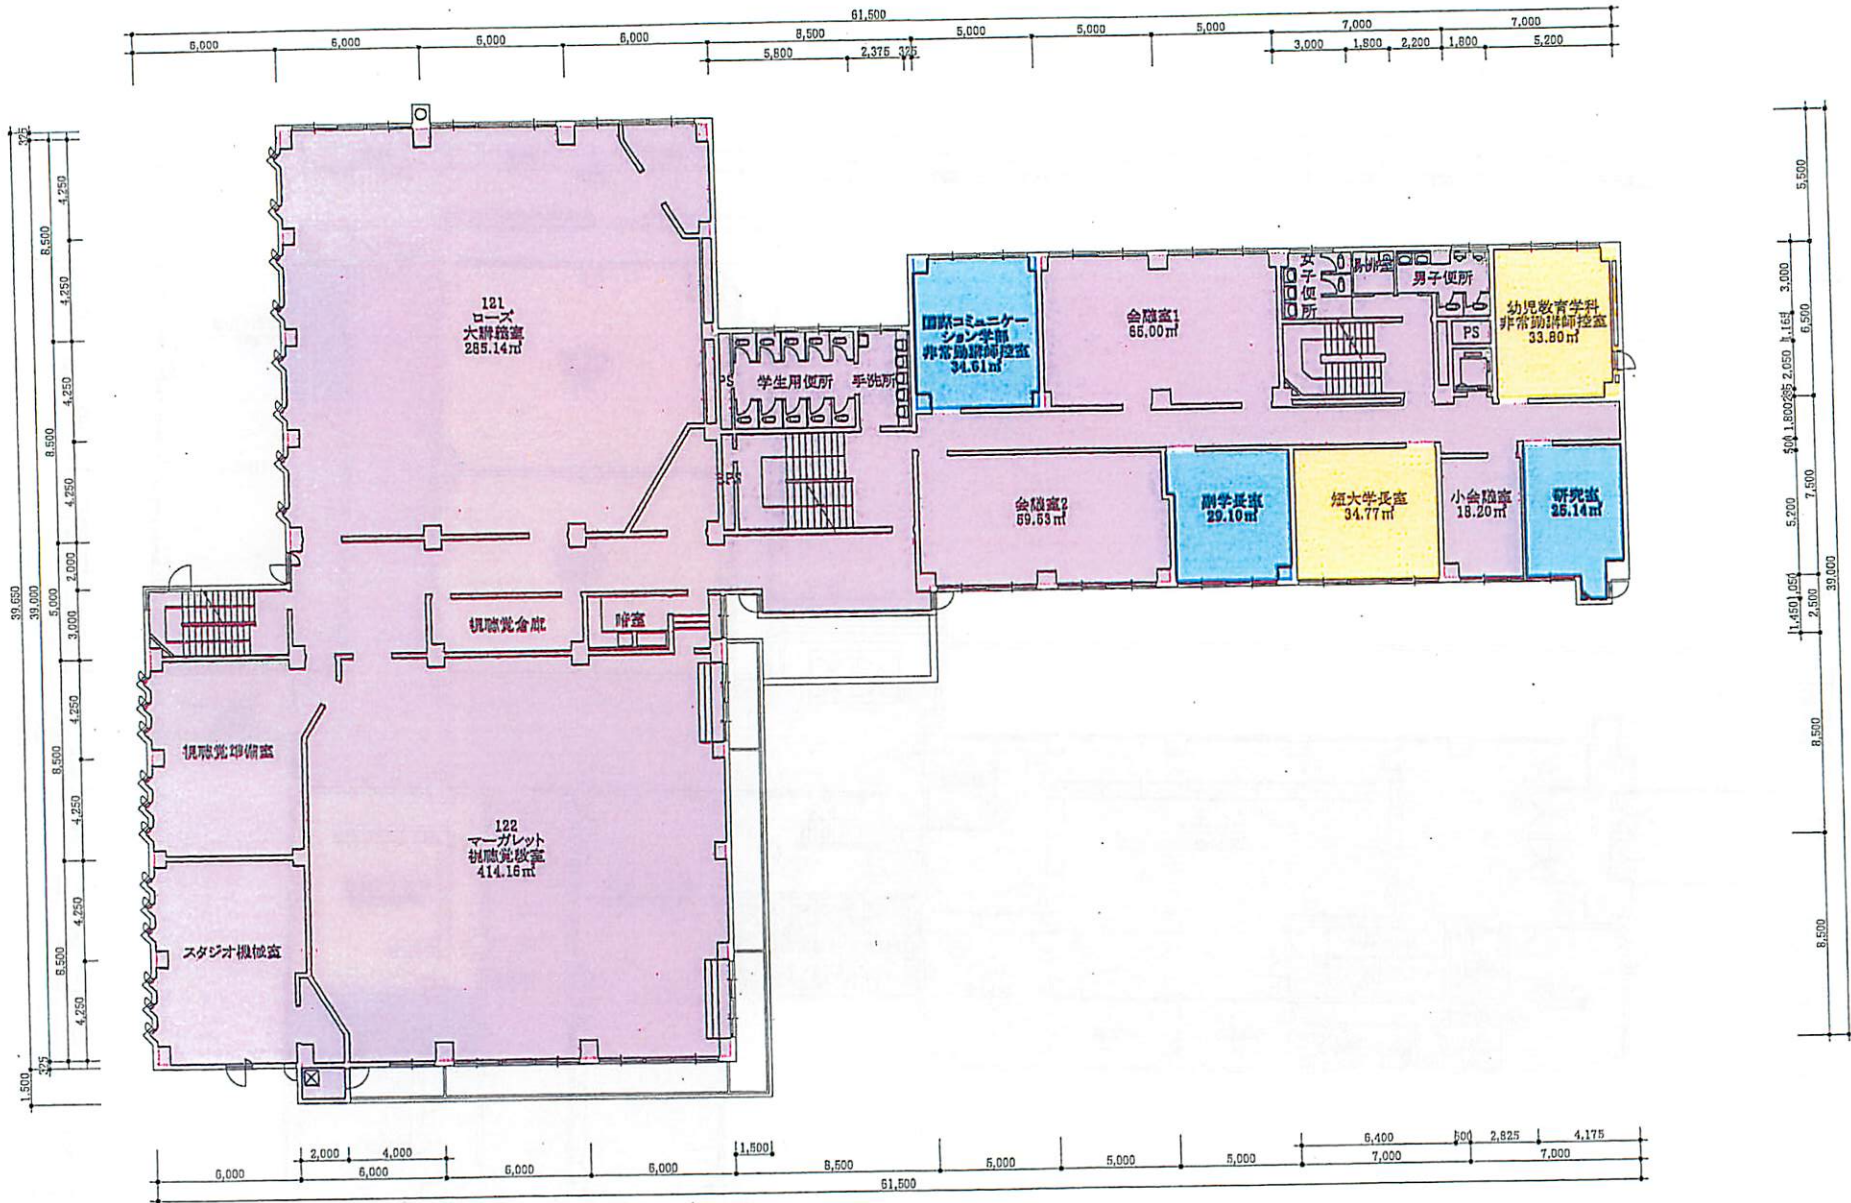 61,500
6,000 6,000 6,000 6,000 8,500 5,000 5,000 5,000 7,000 7,000
5,800 2,375 325 3,000 1,800 2,200 1,800 5,200
121
ローズ
大講義室
285.14㎡
PS
学生用便所
手洗所
国際コミュニケー
ション学部
非常勤講師控室
34.61㎡
会議室1
65.00㎡
女
子
便
所
男子便所
PS
幼児教育学科
非常勤講師控室
33.80㎡
会議室2
59.53㎡
副学長室
29.10㎡
短大学長室
34.77㎡
小会議室
18.20㎡
研究室
25.14㎡
視聴覚倉庫
暗室
視聴覚準備室
122
マーガレット
視聴覚教室
414.16㎡
スタジオ機械室
325
4,250
8,500
4,250
4,250
8,500
4,250
2,000
39,650
39,000
5,000
3,000
4,250
8,500
4,250
4,250
8,500
4,250
325
1,500
5,500
3,000
6,500
2,050
1,800
7,500
5,200
39,000
1,050
1,450
2,500
8,500
8,500
1,500 6,400 600 2,825 4,175
2,000 4,000
6,000 6,000 6,000 6,000 8,500 5,000 5,000 5,000 7,000 7,000
61,500